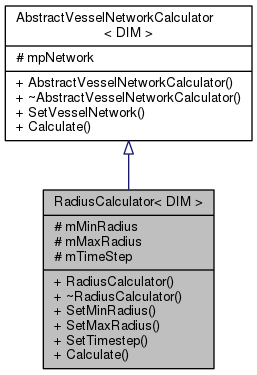 AbstractVesselNetworkCalculator
< DIM >
# mpNetwork
+ AbstractVesselNetworkCalculator()
+ ~AbstractVesselNetworkCalculator()
+ SetVesselNetwork()
+ Calculate()
RadiusCalculator< DIM >
# mMinRadius
# mMaxRadius
# mTimeStep
+ RadiusCalculator()
+ ~RadiusCalculator()
+ SetMinRadius()
+ SetMaxRadius()
+ SetTimestep()
+ Calculate()